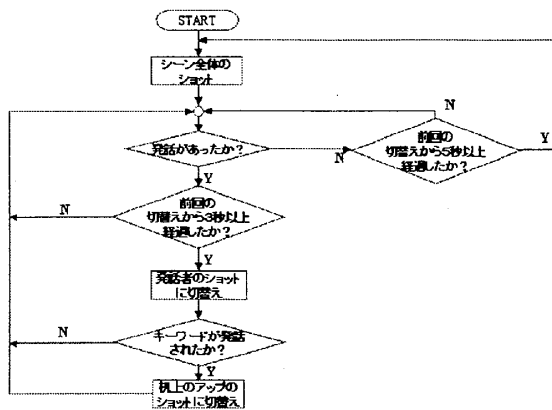 START
シーン全体の
ショット
N
発話があったか？
N
前回の
切替えから5秒以上
経過したか？
Y
Y
N
前回の
切替えから3秒以上
経過したか？
Y
発話者のショット
に切替え
N
キーワードが発話
されたか？
Y
机上のアップの
ショットに切替え